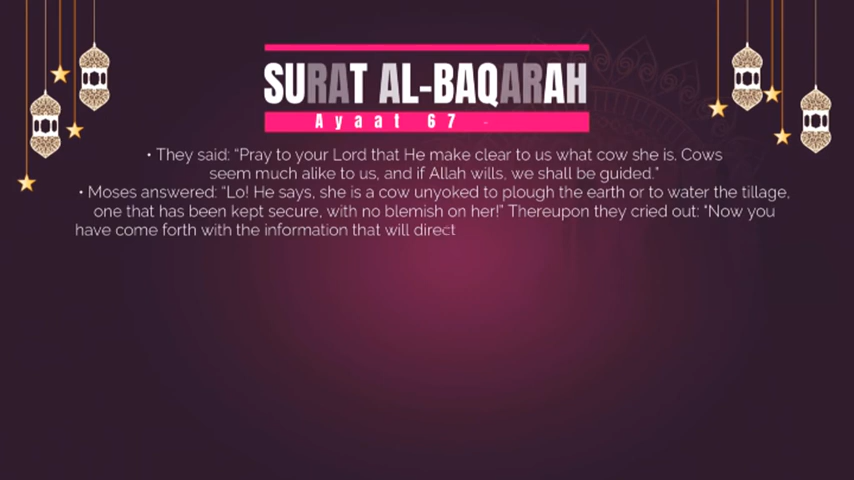 SURAT AL-BAQARAH
Ayaat 67 -
• They said: “Pray to your Lord that He make clear to us what cow she is. Cows
seem much alike to us, and if Allah wills, we shall be guided.”
• Moses answered: “Lo! He says, she is a cow unyoked to plough the earth or to water the tillage,
one that has been kept secure, with no blemish on her!” Thereupon they cried out: “Now you
have come forth with the information that will direct